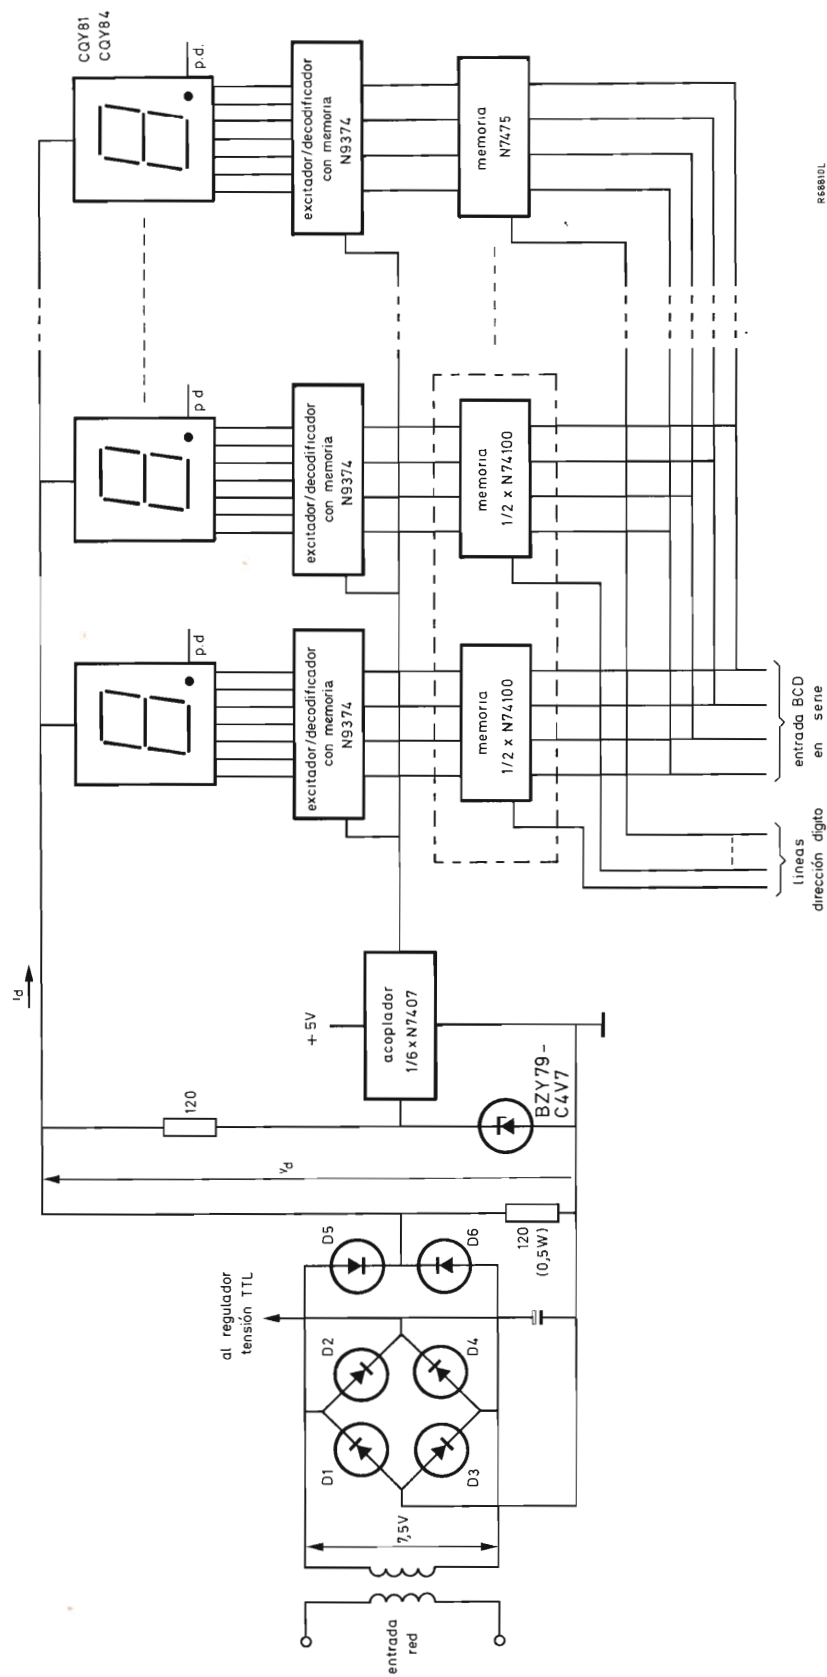 CQY81
CQY84
p.d.
excitador/decodificador
con memoria
N9374
memoria
N7475
p d
excitador/decodificador
con memoria
N9374
memoria
1/2 x N74100
p.d
excitador/decodificador
con memoria
N9374
memoria
1/2 x N74100
entrada BCD
en serie
líneas
dirección dígito
Id
+ 5V
acoplador
1/6 x N7407
120
BZY79-
C4V7
Vd
120
(0,5W)
D5
D6
al regulador
tensión TTL
D2
D4
D1
D3
7,5V
entrada
red
R68810L